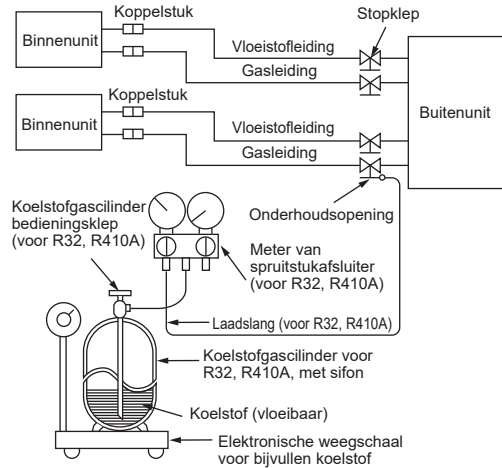 Koppelstuk
Stopklep
Binnenunit
Vloeistofleiding
Gasleiding
Koppelstuk
Buitenunit
Binnenunit
Vloeistofleiding
Gasleiding
Koelstofgascilinder
bedieningsklep
(voor R32, R410A)
Onderhoudsopening
Meter van
spruitstukafsluiter
(voor R32, R410A)
Laadslang (voor R32, R410A)
Koelstofgascilinder voor
R32, R410A, met sifon
Koelstof (vloeibaar)
Elektronische weegschaal
voor bijvullen koelstof